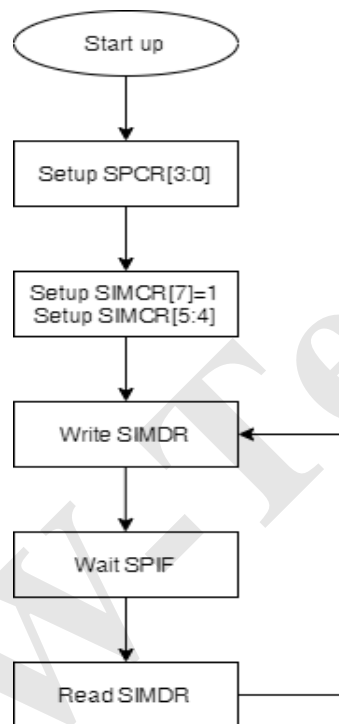 Start up
Setup SPCR[3:0]
Setup SIMCR[7]=1
Setup SIMCR[5:4]
Write SIMDR
Wait SPIF
Read SIMDR